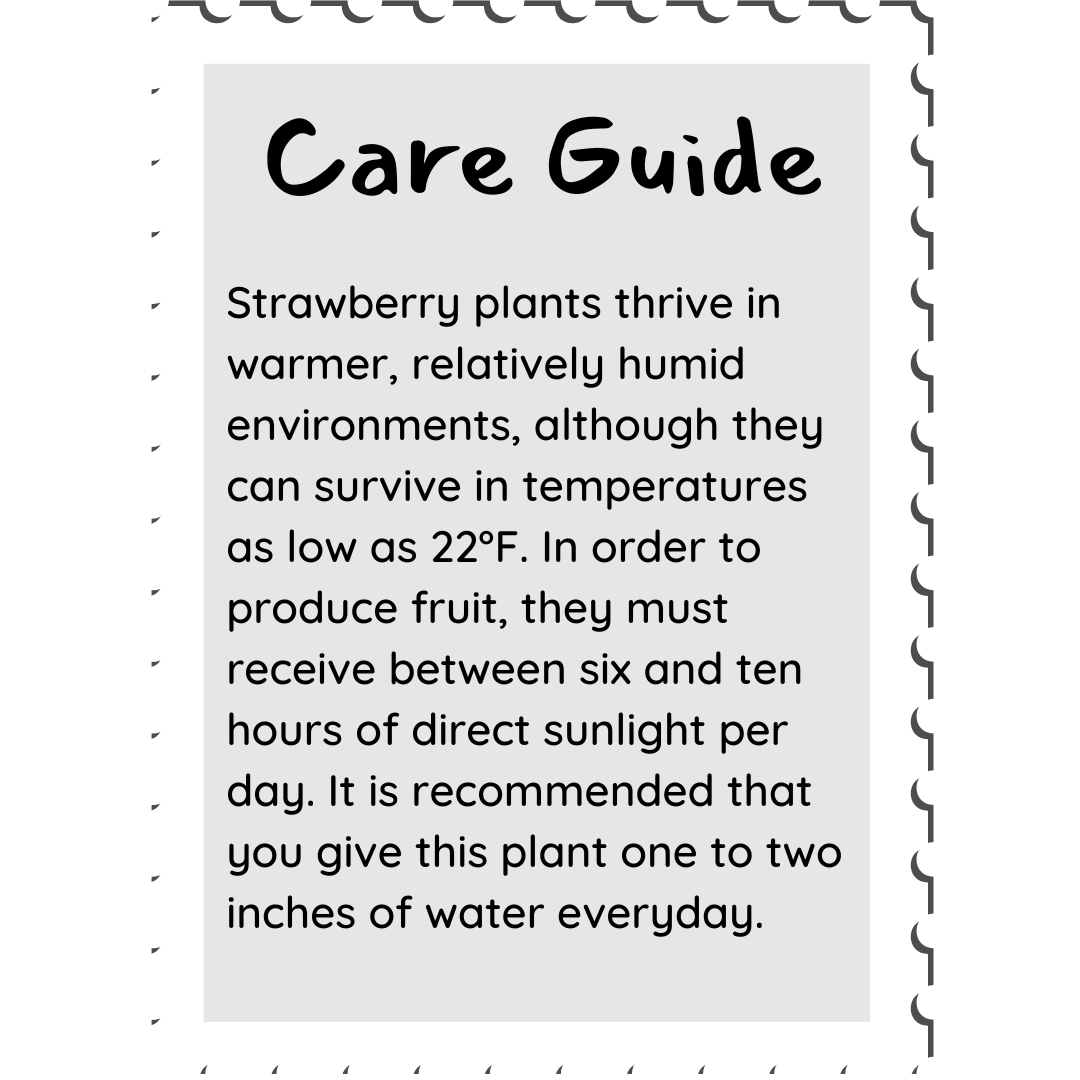 Care Guide
Strawberry plants thrive in
warmer, relatively humid
environments, although they
can survive in temperatures
as low as 22°F. In order to
produce fruit, they must
receive between six and ten
hours of direct sunlight per
day. It is recommended that
you give this plant one to two
inches of water everyday.